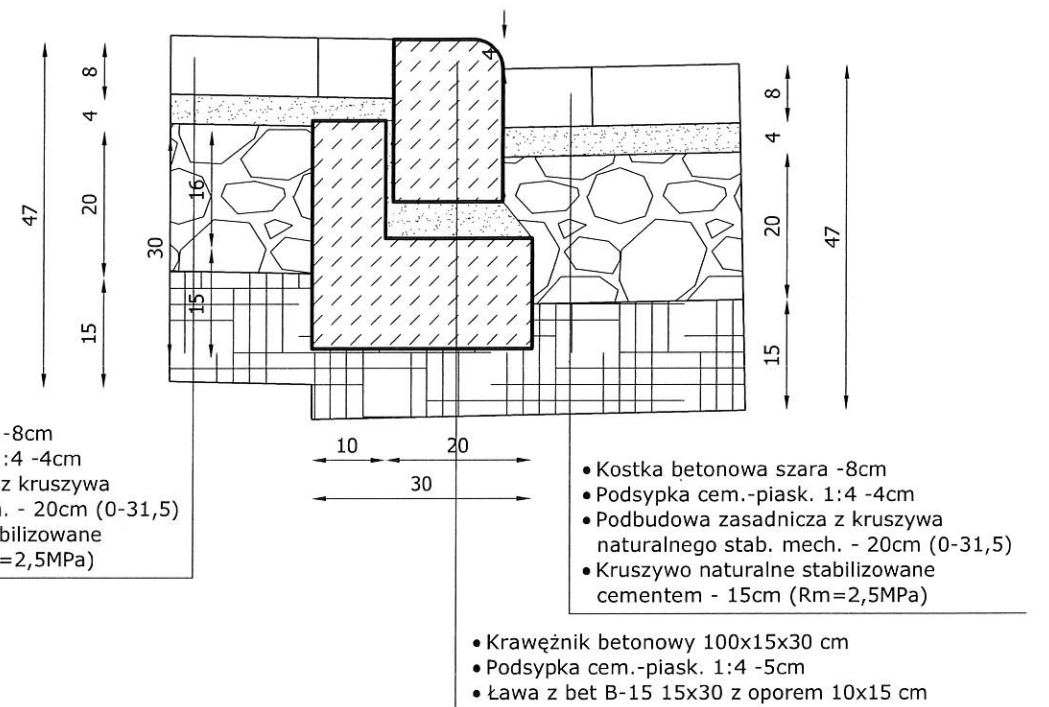 4
8
4
20
15
47
30
16
15
8
4
20
15
47
10
20
30
-8cm
:4 -4cm
z kruszywa
. - 20cm (0-31,5)
bilizowane
=2,5MPa)
• Kostka betonowa szara -8cm
• Podsypka cem.-piask. 1:4 -4cm
• Podbudowa zasadnicza z kruszywa
naturalnego stab. mech. - 20cm (0-31,5)
• Kruszywo naturalne stabilizowane
cementem - 15cm (Rm=2,5MPa)
• Krawężnik betonowy 100x15x30 cm
• Podsypka cem.-piask. 1:4 -5cm
• Ława z bet B-15 15x30 z oporem 10x15 cm